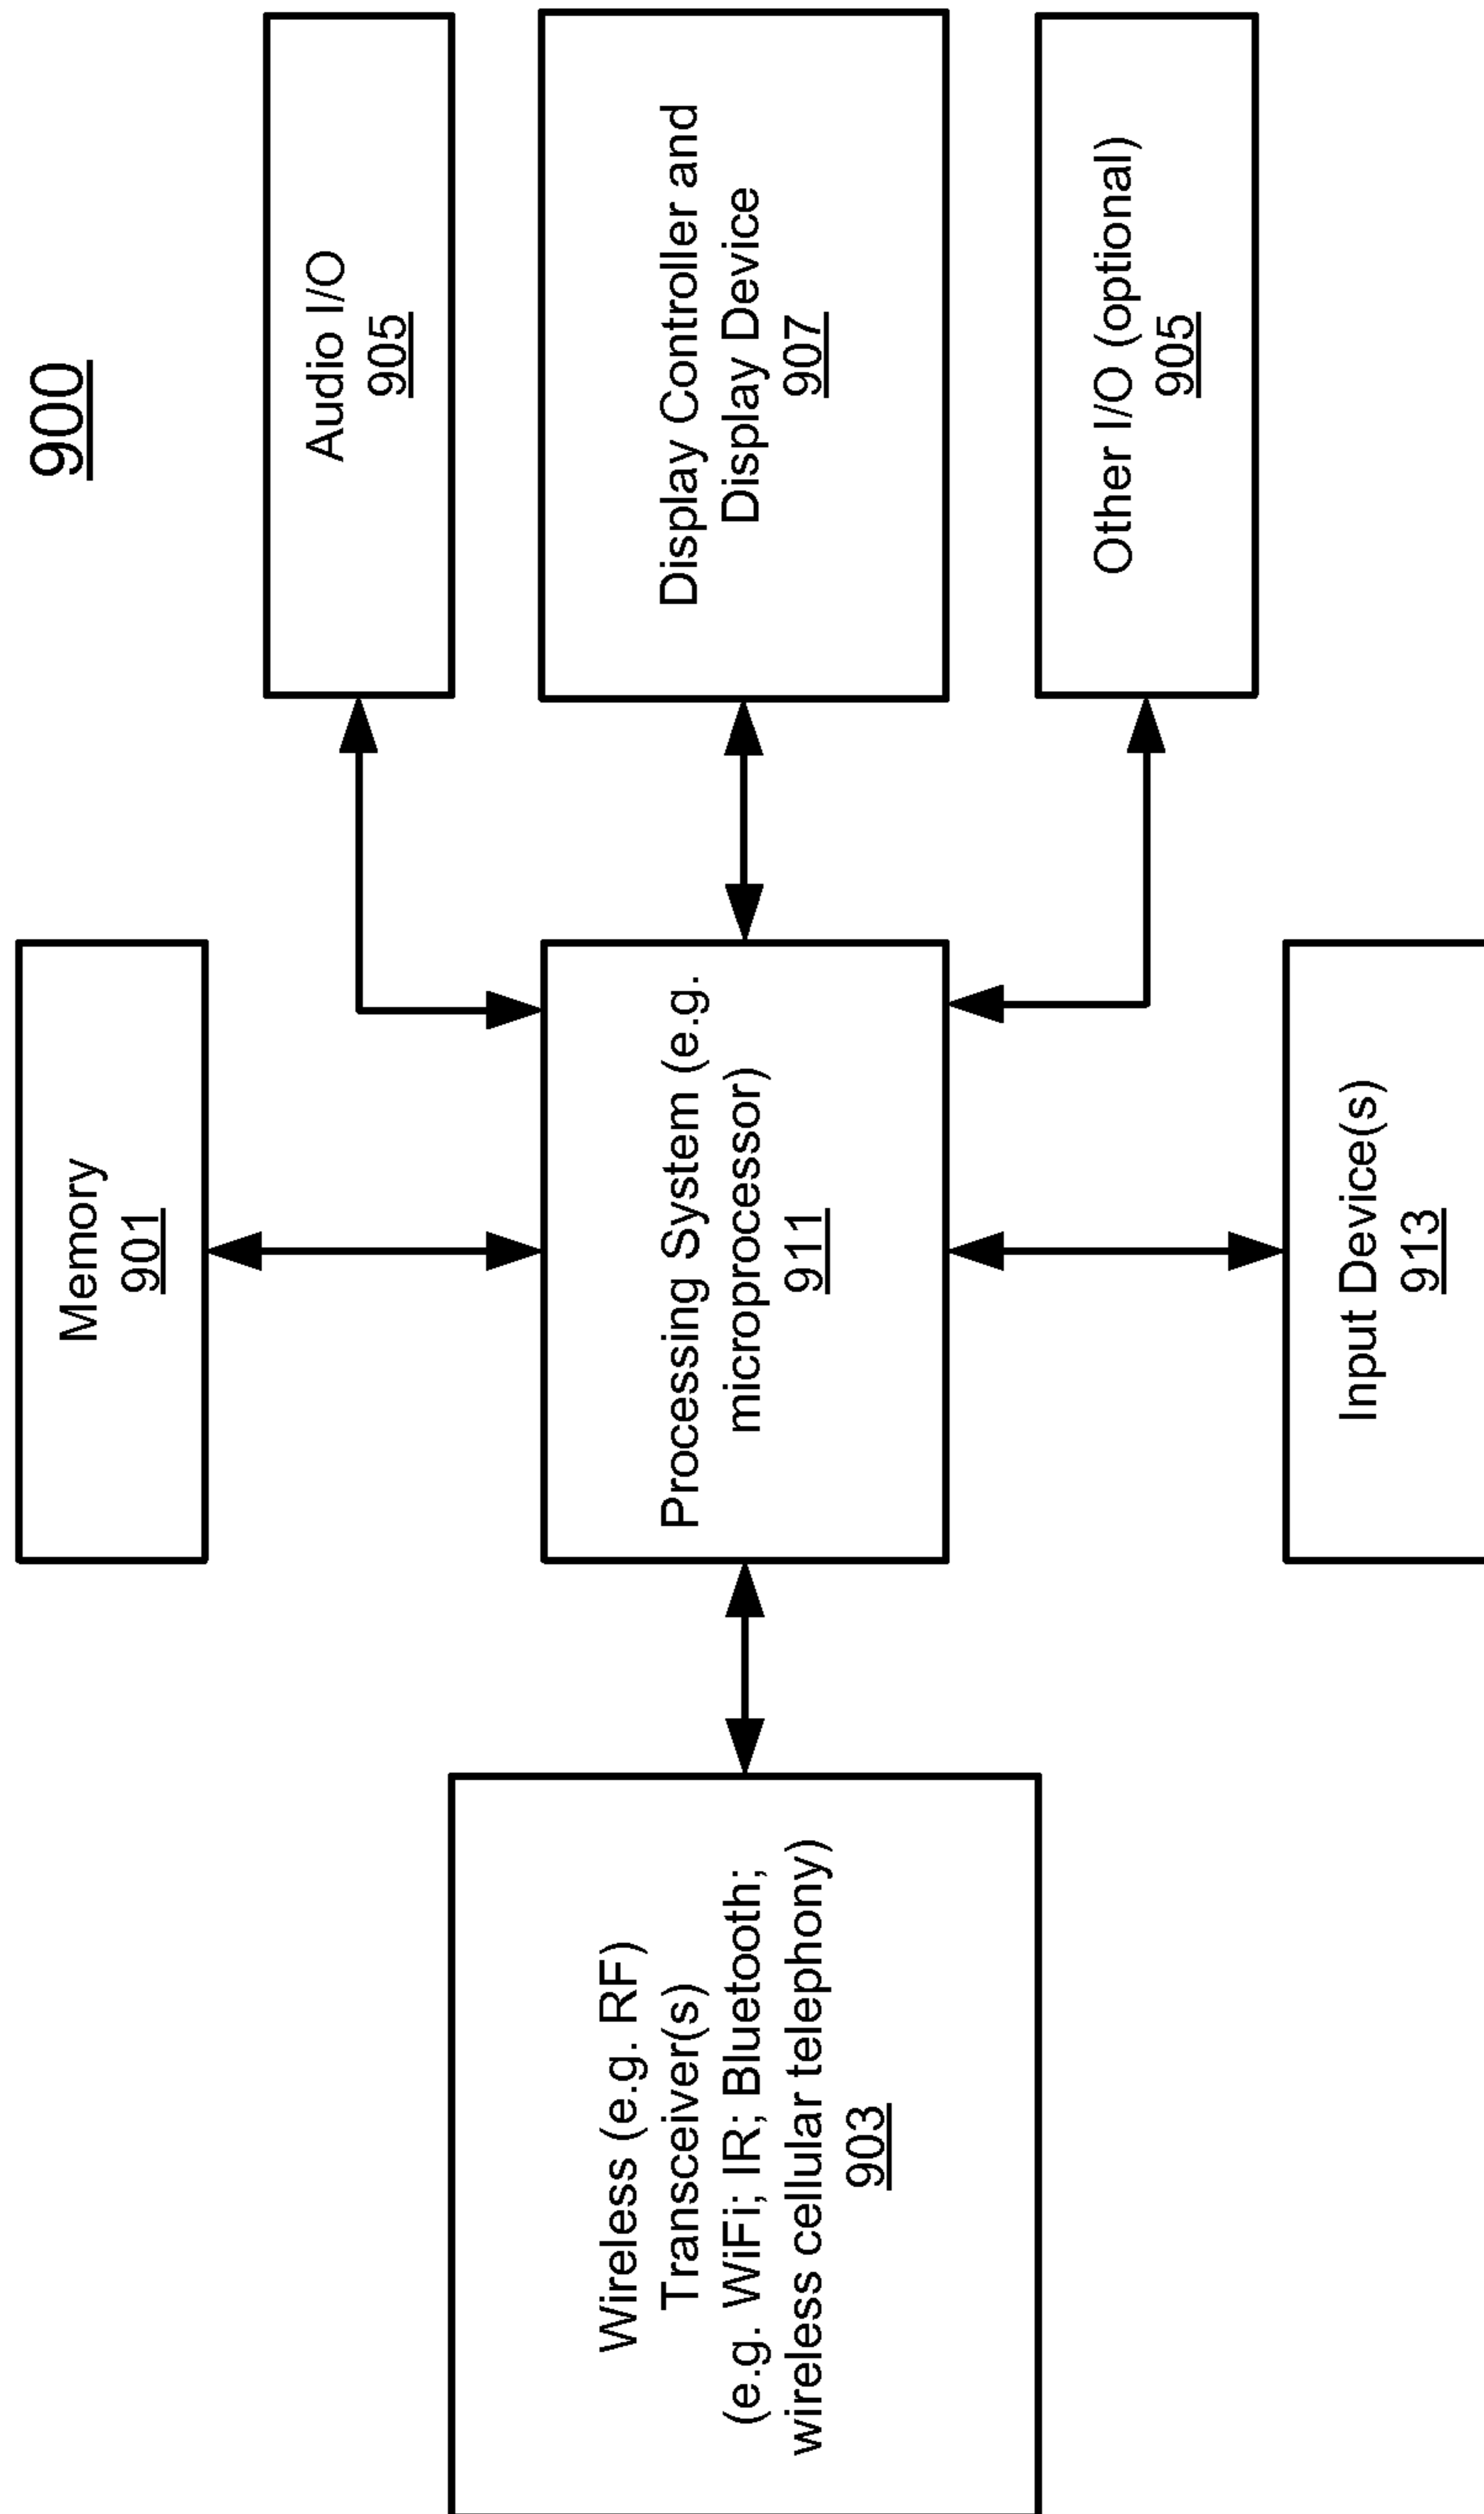 900
Memory
901
Audio I/O
905
Wireless (e.g. RF)
Transceiver(s)
(e.g. WiFi; IR; Bluetooth;
wireless cellular telephony)
903
Processing System (e.g.
microprocessor)
911
Display Controller and
Display Device
907
Other I/O (optional)
905
Input Device(s)
913